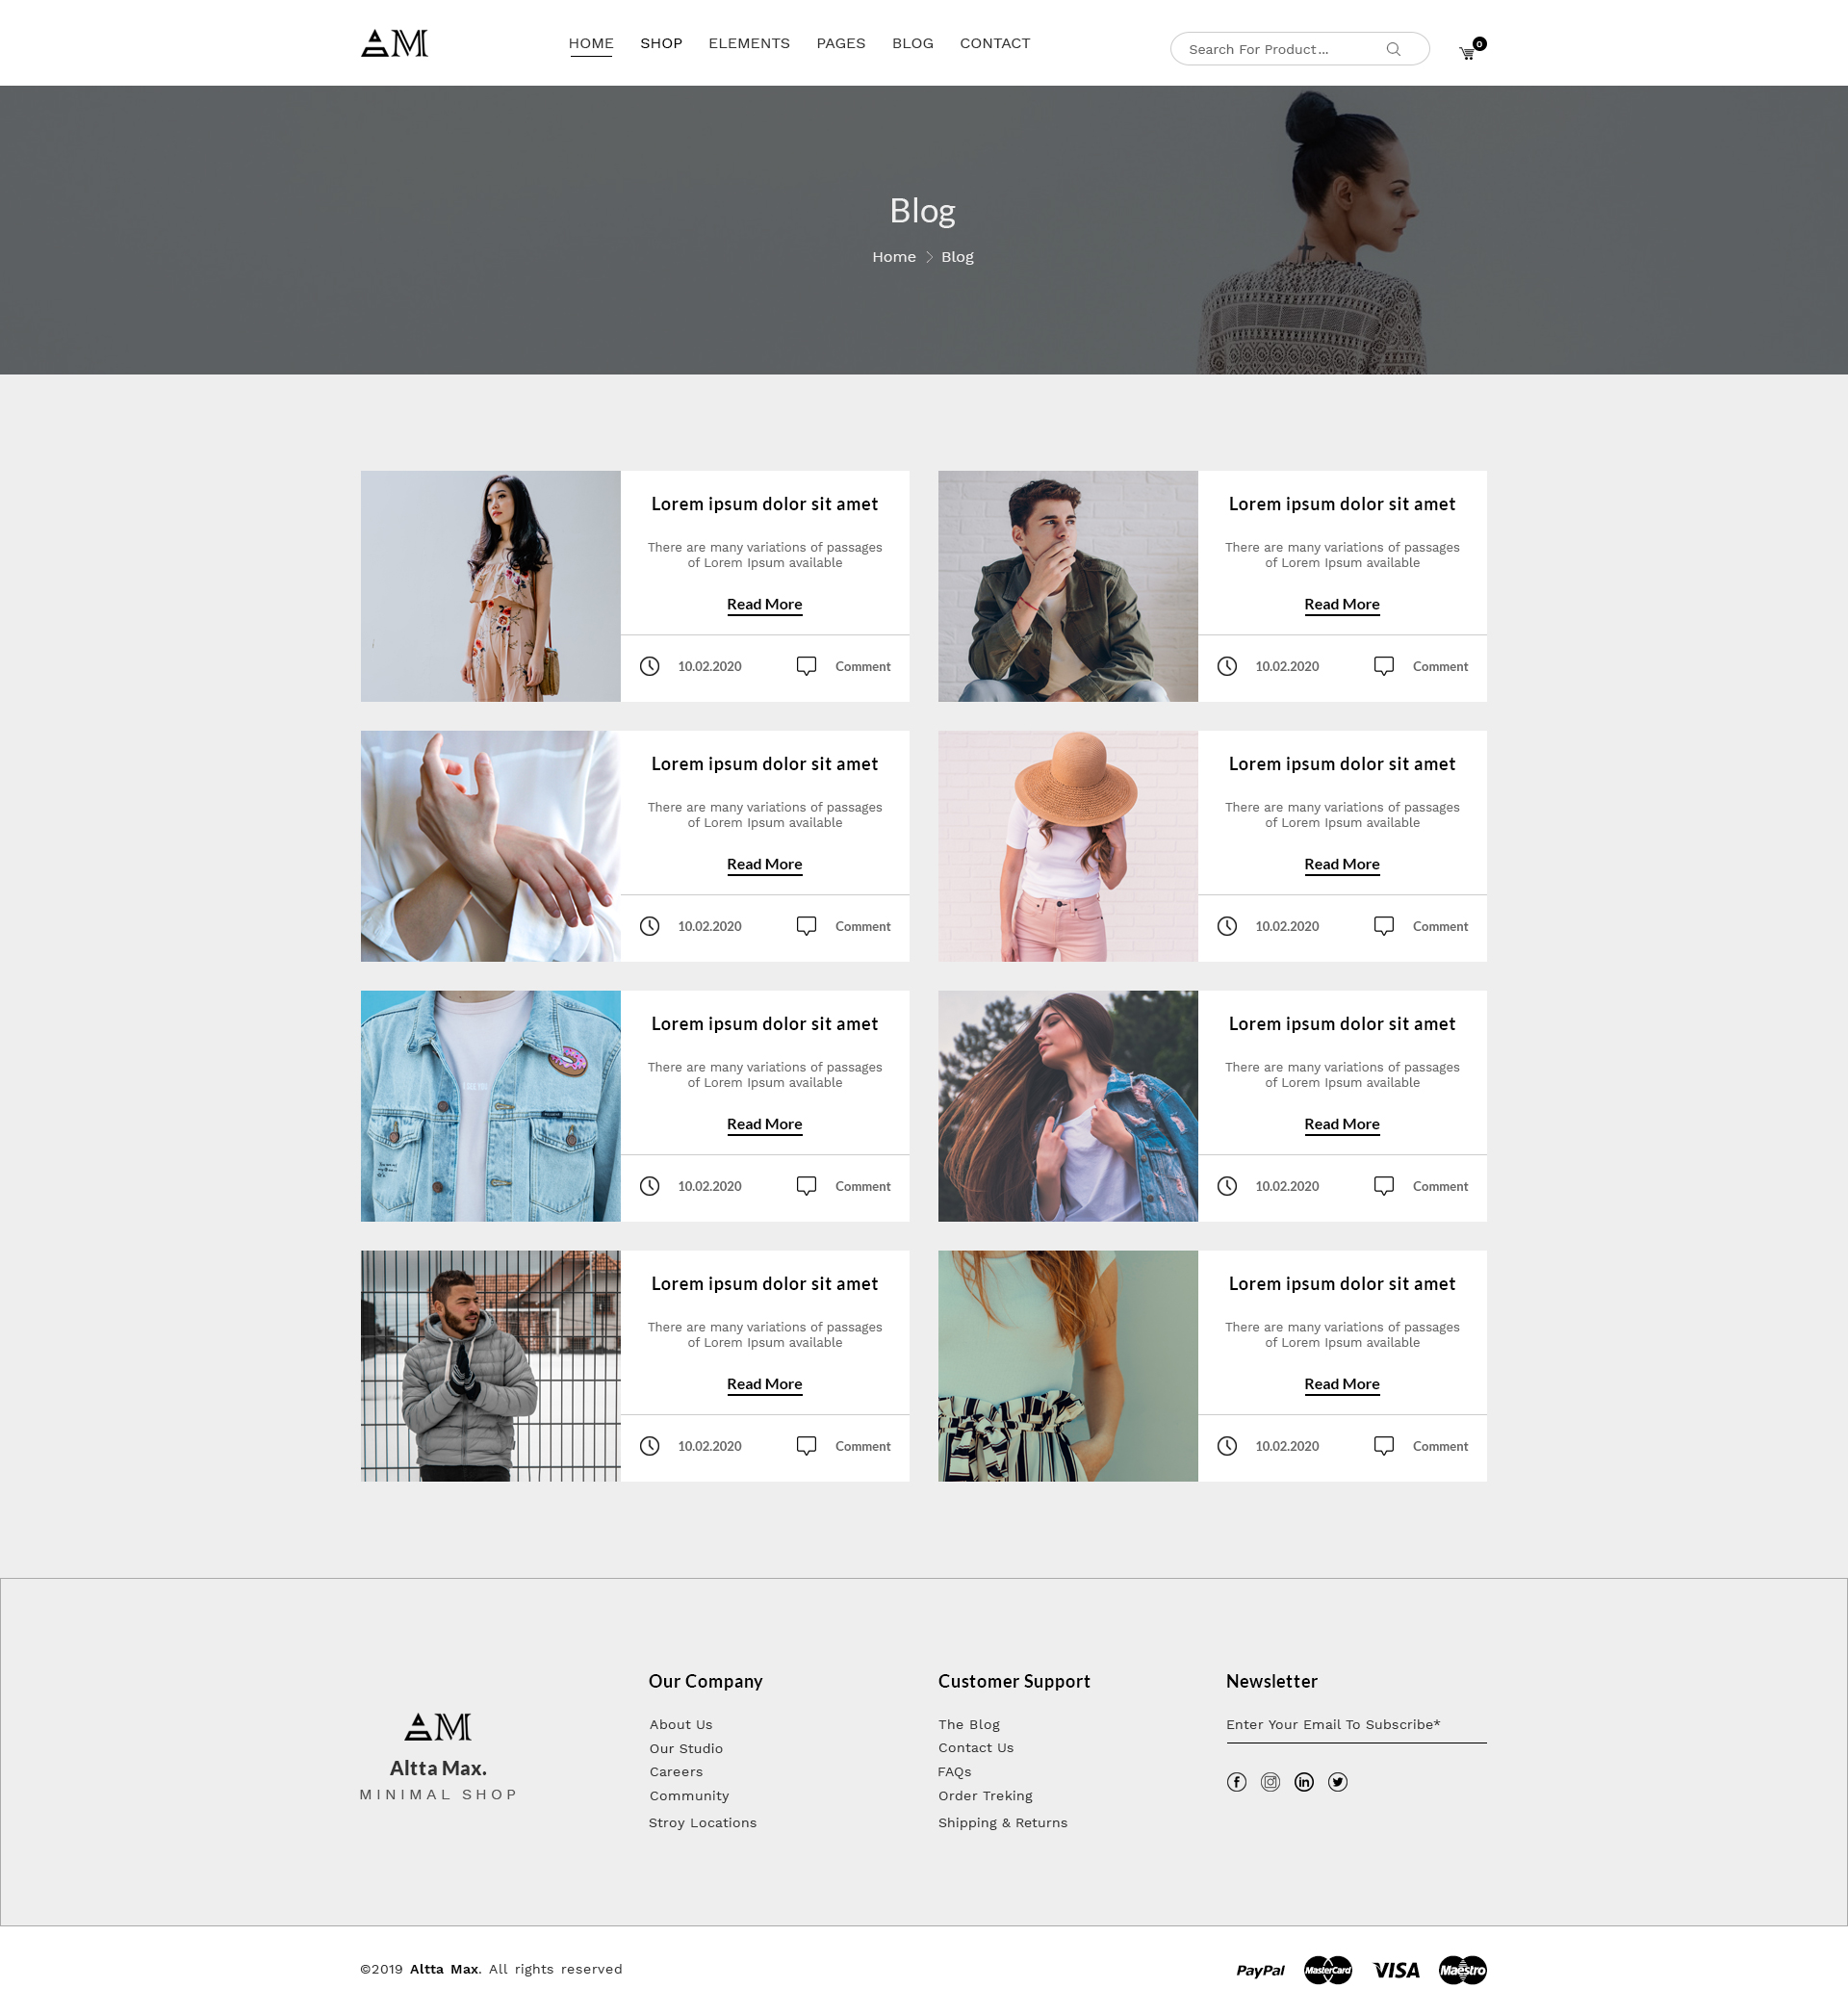 AM HOME SHOP ELEMENTS PAGES BLOG CONTACT Search For Product... 0
Blog
Home Blog
Lorem ipsum dolor sit amet
There are many variations of passages
of Lorem Ipsum available
Read More
10.02.2020 Comment
Lorem ipsum dolor sit amet
There are many variations of passages
of Lorem Ipsum available
Read More
10.02.2020 Comment
Lorem ipsum dolor sit amet
There are many variations of passages
of Lorem Ipsum available
Read More
10.02.2020 Comment
Lorem ipsum dolor sit amet
There are many variations of passages
of Lorem Ipsum available
Read More
10.02.2020 Comment
Lorem ipsum dolor sit amet
There are many variations of passages
of Lorem Ipsum available
Read More
10.02.2020 Comment
Lorem ipsum dolor sit amet
There are many variations of passages
of Lorem Ipsum available
Read More
10.02.2020 Comment
Lorem ipsum dolor sit amet
There are many variations of passages
of Lorem Ipsum available
Read More
10.02.2020 Comment
Lorem ipsum dolor sit amet
There are many variations of passages
of Lorem Ipsum available
Read More
10.02.2020 Comment
AM
Altta Max.
MINIMAL SHOP
Our Company
About Us
Our Studio
Careers
Community
Stroy Locations
Customer Support
The Blog
Contact Us
FAQs
Order Treking
Shipping & Returns
Newsletter
Enter Your Email To Subscribe*
©2019 Altta Max. All rights reserved
PayPal MasterCard VISA Maestro